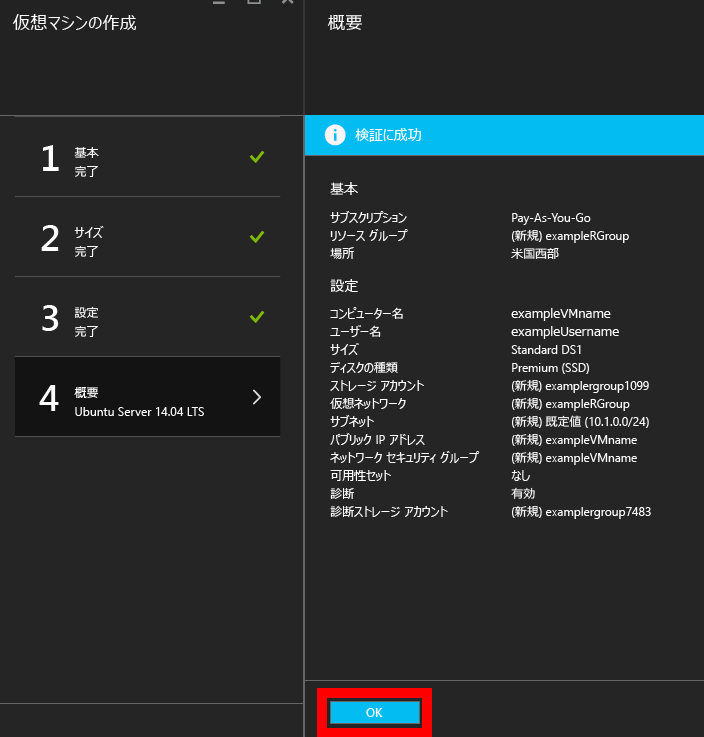 仮想マシンの作成
1 基本
完了
2 サイズ
完了
3 設定
完了
4 概要
Ubuntu Server 14.04 LTS
概要
検証に成功
基本
サブスクリプション Pay-As-You-Go
リソース グループ (新規) exampleRGroup
場所 米国西部
設定
コンピューター名 exampleVMname
ユーザー名 exampleUsername
サイズ Standard DS1
ディスクの種類 Premium (SSD)
ストレージ アカウント (新規) examplergroup1099
仮想ネットワーク (新規) exampleRGroup
サブネット (新規) 既定値 (10.1.0.0/24)
パブリック IP アドレス (新規) exampleVMname
ネットワーク セキュリティ グループ (新規) exampleVMname
可用性セット なし
診断 有効
診断ストレージ アカウント (新規) examplergroup7483
OK